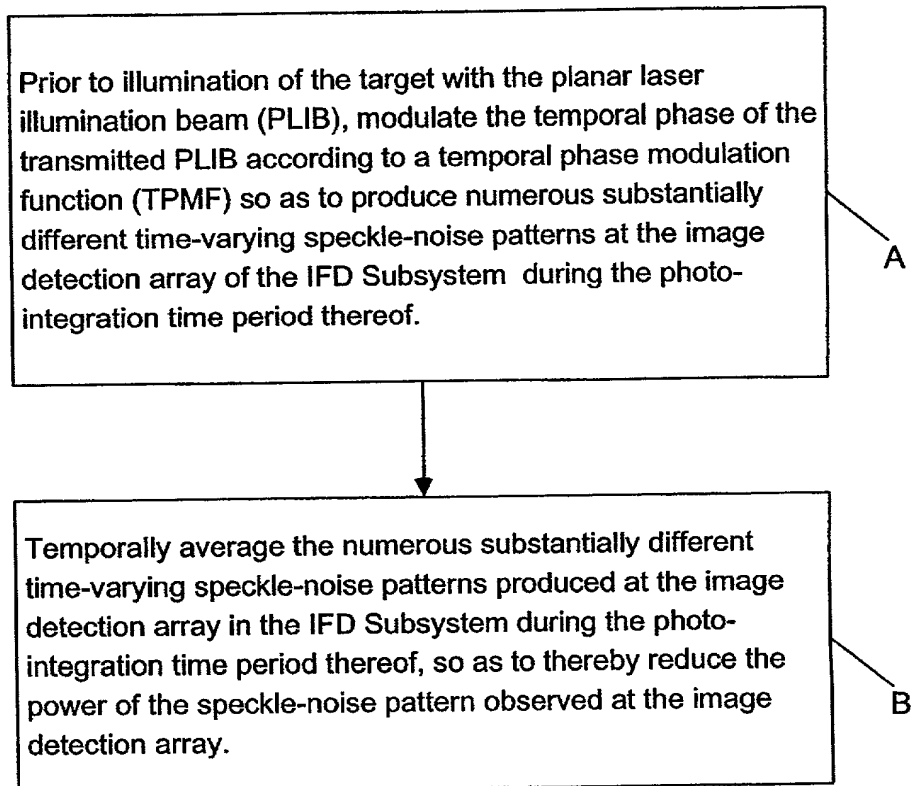 Prior to illumination of the target with the planar laser
illumination beam (PLIB), modulate the temporal phase of the
transmitted PLIB according to a temporal phase modulation
function (TPMF) so as to produce numerous substantially
different time-varying speckle-noise patterns at the image
detection array of the IFD Subsystem during the photo-
integration time period thereof.
A
Temporally average the numerous substantially different
time-varying speckle-noise patterns produced at the image
detection array in the IFD Subsystem during the photo-
integration time period thereof, so as to thereby reduce the
power of the speckle-noise pattern observed at the image
detection array.
B